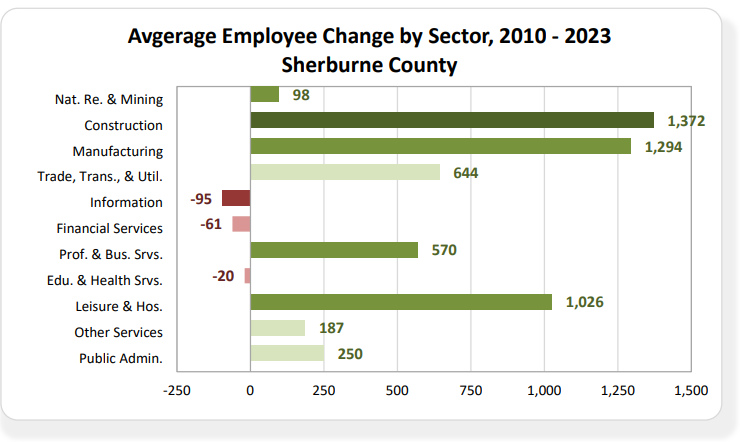 Avgerage Employee Change by Sector, 2010 - 2023
Sherburne County
Nat. Re. & Mining 98
Construction 1,372
Manufacturing 1,294
Trade, Trans., & Util. 644
Information -95
Financial Services -61
Prof. & Bus. Srvs. 570
Edu. & Health Srvs. -20
Leisure & Hos. 1,026
Other Services 187
Public Admin. 250
-250 0 250 500 750 1,000 1,250 1,500